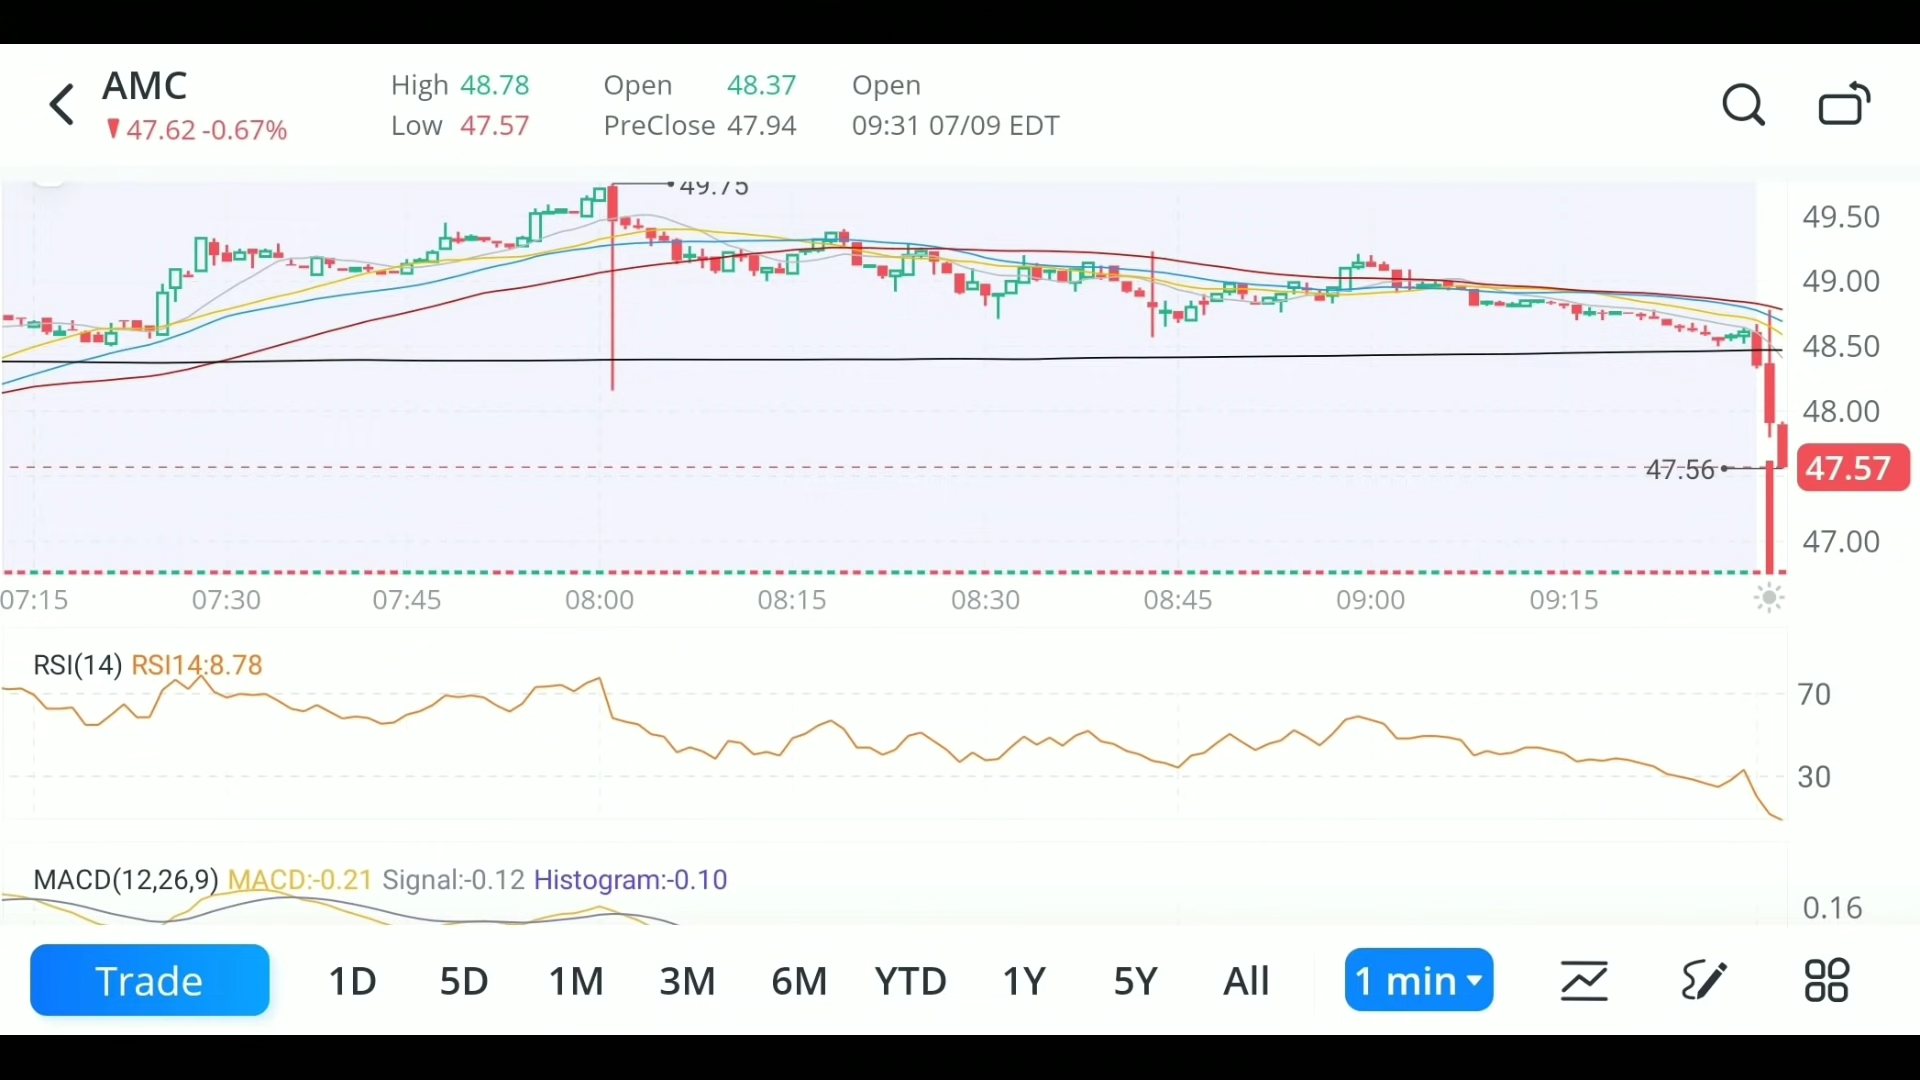 AMC
47.62 -0.67%
High 48.78
Low 47.57
Open 48.37
PreClose 47.94
Open
09:31 07/09 EDT
49.75
49.50
49.00
48.50
48.00
47.56
47.57
47.00
07:15 07:30 07:45 08:00 08:15 08:30 08:45 09:00 09:15
RSI(14) RSI14:8.78
70
30
MACD(12,26,9) MACD:-0.21 Signal:-0.12 Histogram:-0.10
0.16
Trade 1D 5D 1M 3M 6M YTD 1Y 5Y All 1 min